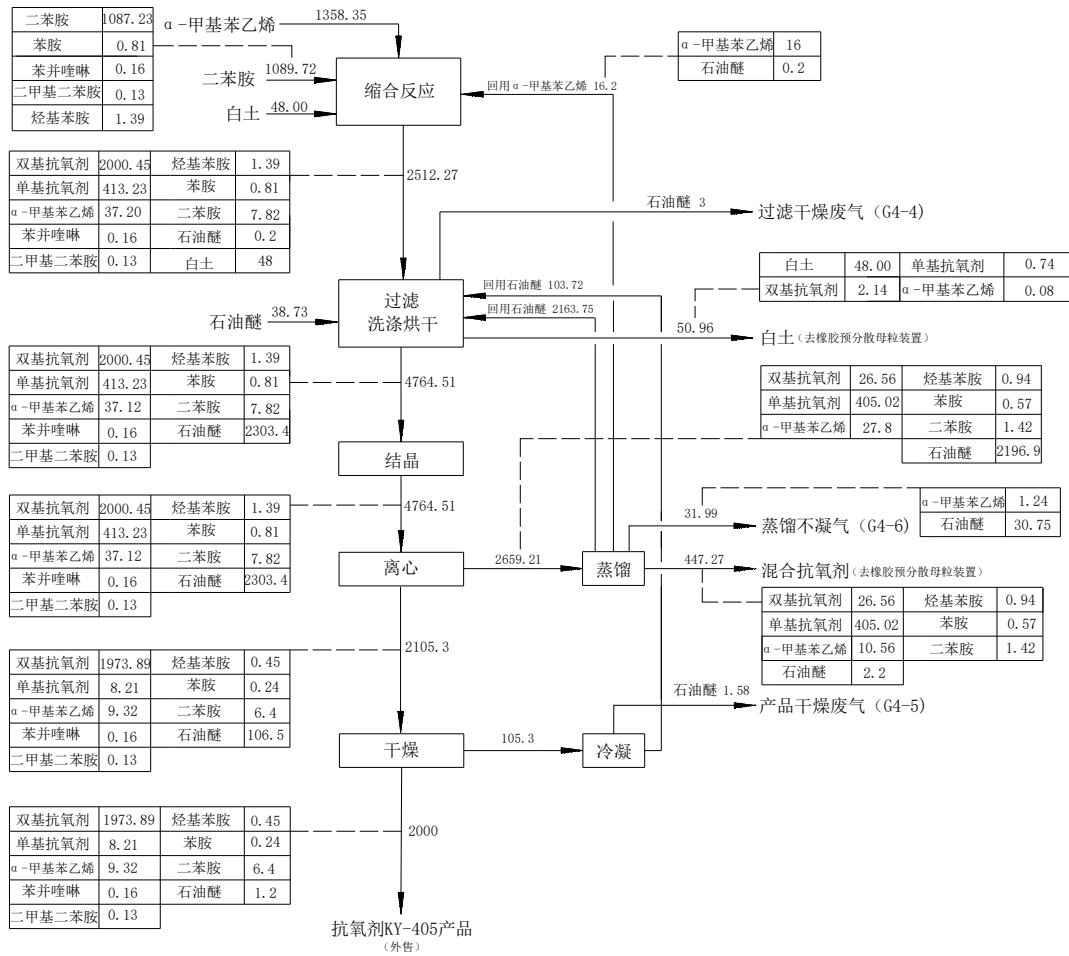 二苯胺 1087.23
苯胺 0.81
苯并喹啉 0.16
二甲基二苯胺 0.13
烃基苯胺 1.39
α-甲基苯乙烯 1358.35
二苯胺 1089.72
白土 48.00
缩合反应
α-甲基苯乙烯 16
石油醚 0.2
回用α-甲基苯乙烯 16.2
双基抗氧剂 2000.45 烃基苯胺 1.39
单基抗氧剂 413.23 苯胺 0.81
α-甲基苯乙烯 37.20 二苯胺 7.82
苯并喹啉 0.16 石油醚 0.2
二甲基二苯胺 0.13 白土 48
2512.27
石油醚 3
过滤干燥废气（G4-4）
白土 48.00 单基抗氧剂 0.74
双基抗氧剂 2.14 α-甲基苯乙烯 0.08
石油醚 38.73
过滤
洗涤烘干
回用石油醚 103.72
回用石油醚 2163.75
50.96
白土（去橡胶预分散母粒装置）
双基抗氧剂 2000.45 烃基苯胺 1.39
单基抗氧剂 413.23 苯胺 0.81
α-甲基苯乙烯 37.12 二苯胺 7.82
苯并喹啉 0.16 石油醚 2303.4
二甲基二苯胺 0.13
4764.51
双基抗氧剂 26.56 烃基苯胺 0.94
单基抗氧剂 405.02 苯胺 0.57
α-甲基苯乙烯 27.8 二苯胺 1.42
石油醚 2196.9
结晶
4764.51
双基抗氧剂 2000.45 烃基苯胺 1.39
单基抗氧剂 413.23 苯胺 0.81
α-甲基苯乙烯 37.12 二苯胺 7.82
苯并喹啉 0.16 石油醚 2303.4
二甲基二苯胺 0.13
α-甲基苯乙烯 1.24
石油醚 30.75
31.99
蒸馏不凝气（G4-6）
离心
2659.21
蒸馏
447.27
混合抗氧剂（去橡胶预分散母粒装置）
双基抗氧剂 26.56 烃基苯胺 0.94
单基抗氧剂 405.02 苯胺 0.57
α-甲基苯乙烯 10.56 二苯胺 1.42
石油醚 2.2
2105.3
双基抗氧剂 1973.89 烃基苯胺 0.45
单基抗氧剂 8.21 苯胺 0.24
α-甲基苯乙烯 9.32 二苯胺 6.4
苯并喹啉 0.16 石油醚 106.5
二甲基二苯胺 0.13
石油醚 1.58
产品干燥废气（G4-5）
干燥
105.3
冷凝
双基抗氧剂 1973.89 烃基苯胺 0.45
单基抗氧剂 8.21 苯胺 0.24
α-甲基苯乙烯 9.32 二苯胺 6.4
苯并喹啉 0.16 石油醚 1.2
二甲基二苯胺 0.13
2000
抗氧剂KY-405产品
（外售）